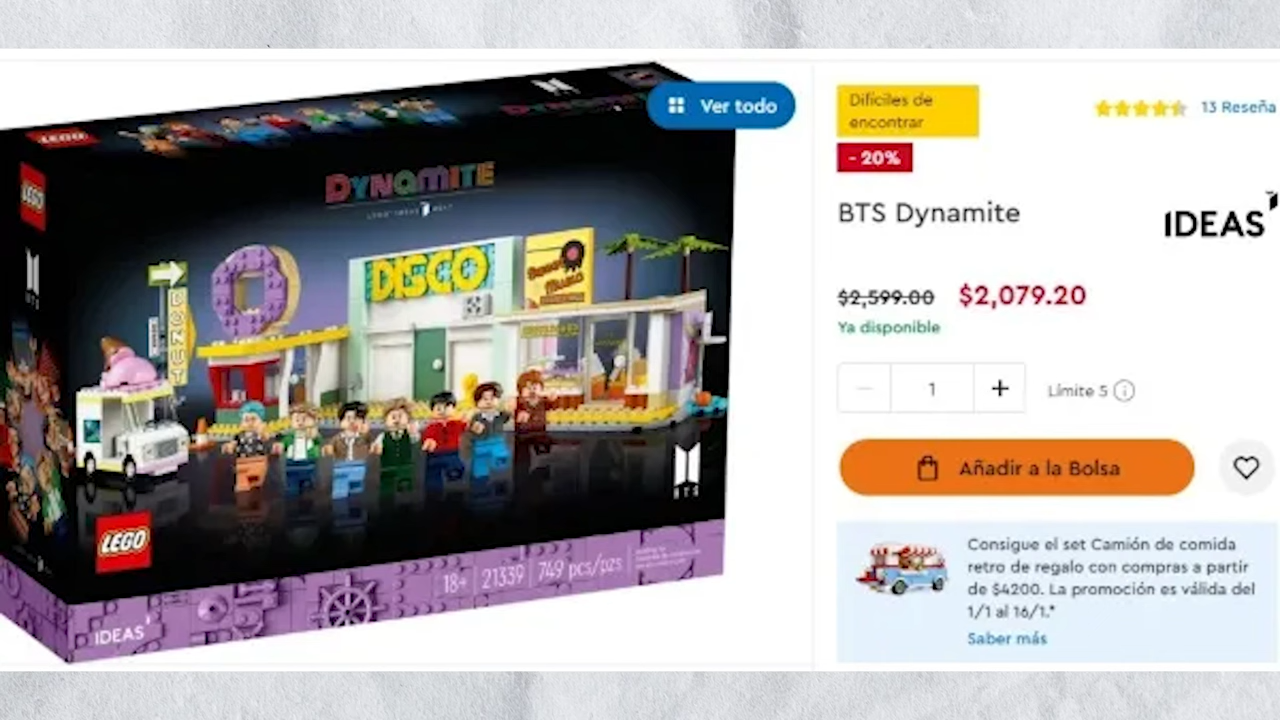 LEGO
LEGO
BTS
DYNAMITE
DONUT
DISCO
BTS
LEGO
18+ 21339 749 pcs/pzs
IDEAS
Ver todo
Difíciles de
encontrar
13 Reseña
- 20%
BTS Dynamite
IDEAS
$2,599.00 $2,079.20
Ya disponible
1
Límite 5
Añadir a la Bolsa
Consigue el set Camión de comida
retro de regalo con compras a partir
de $4200. La promoción es válida del
1/1 al 16/1.*
Saber más